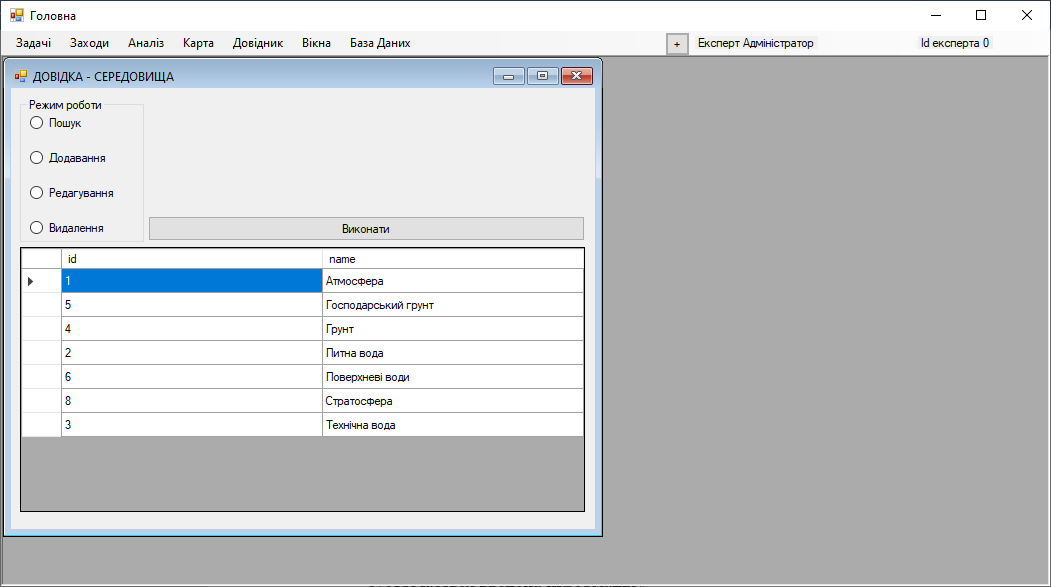 Головна
Задачі Заходи Аналіз Карта Довідник Вікна База Даних + Експерт Адміністратор Id експерта 0
ДОВІДКА - СЕРЕДОВИЩА
Режим роботи
Пошук
Додавання
Редагування
Видалення
Виконати
id name
1 Атмосфера
5 Господарський грунт
4 Грунт
2 Питна вода
6 Поверхневі води
8 Стратосфера
3 Технічна вода